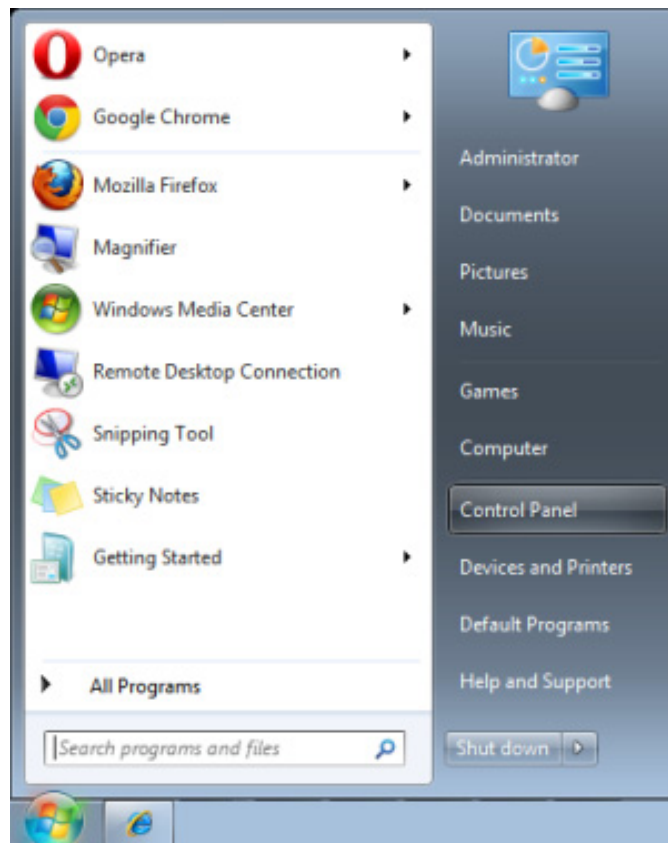 Opera
Google Chrome
Mozilla Firefox
Magnifier
Windows Media Center
Remote Desktop Connection
Snipping Tool
Sticky Notes
Getting Started
All Programs
Search programs and files
Administrator
Documents
Pictures
Music
Games
Computer
Control Panel
Devices and Printers
Default Programs
Help and Support
Shut down